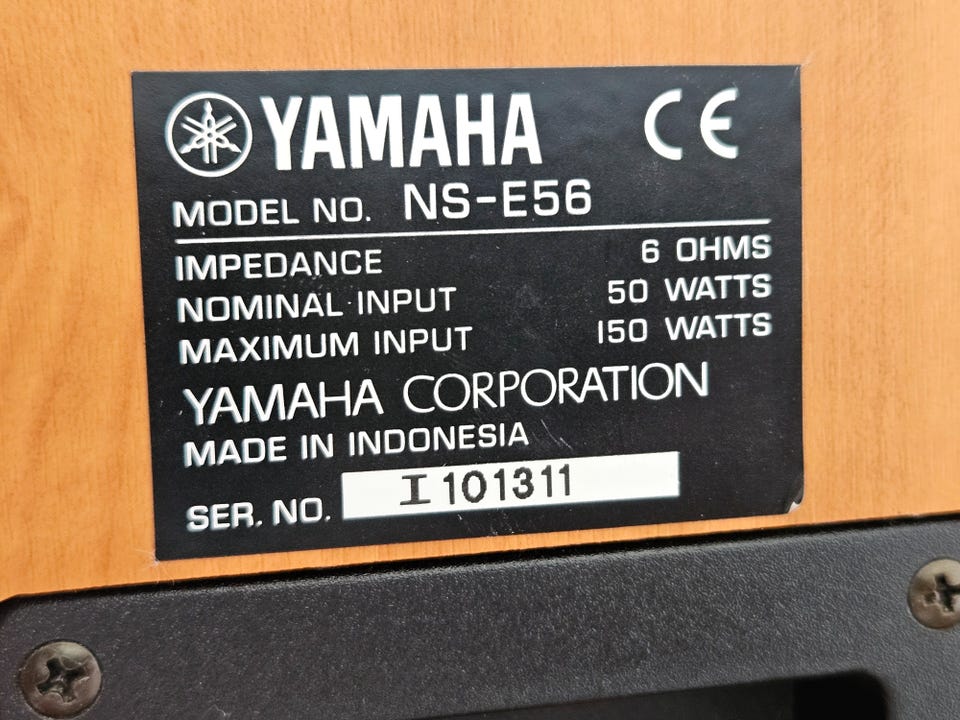 YAMAHA CE
MODEL NO. NS-E56
IMPEDANCE 6 OHMS
NOMINAL INPUT 50 WATTS
MAXIMUM INPUT 150 WATTS
YAMAHA CORPORATION
MADE IN INDONESIA
SER. NO. I 101311